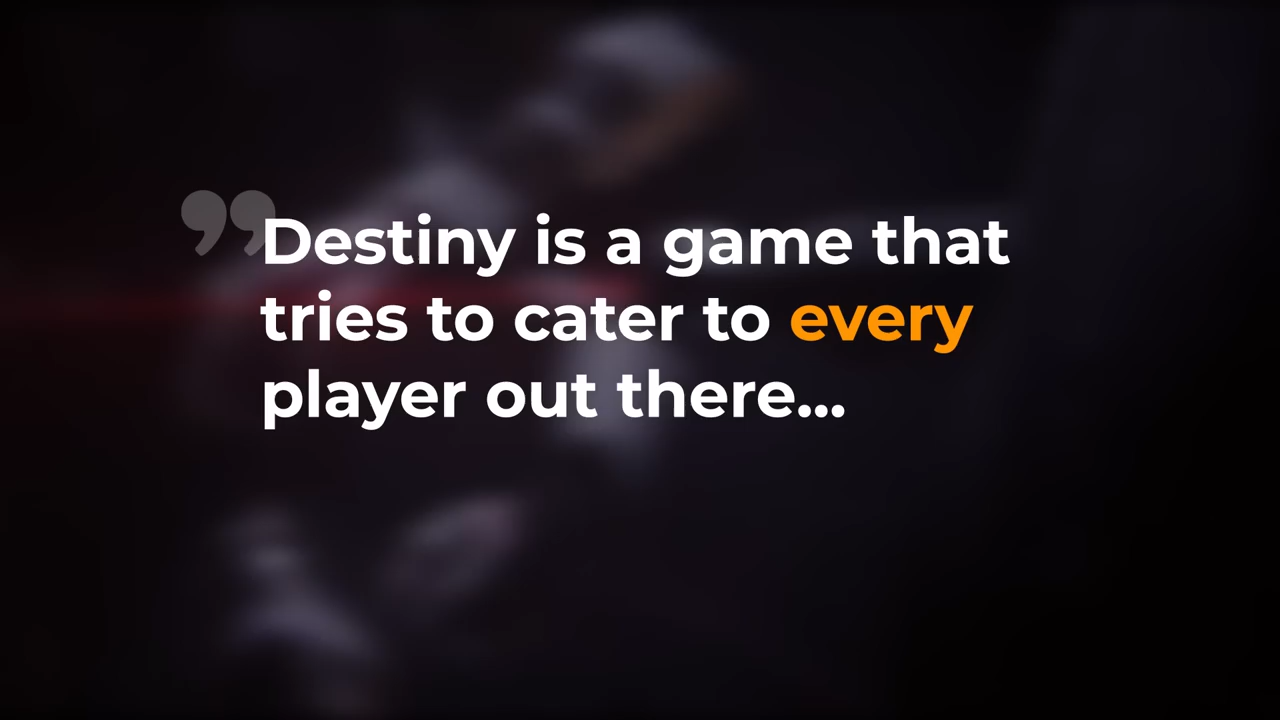 ”Destiny is a game that
tries to cater to every
player out there...